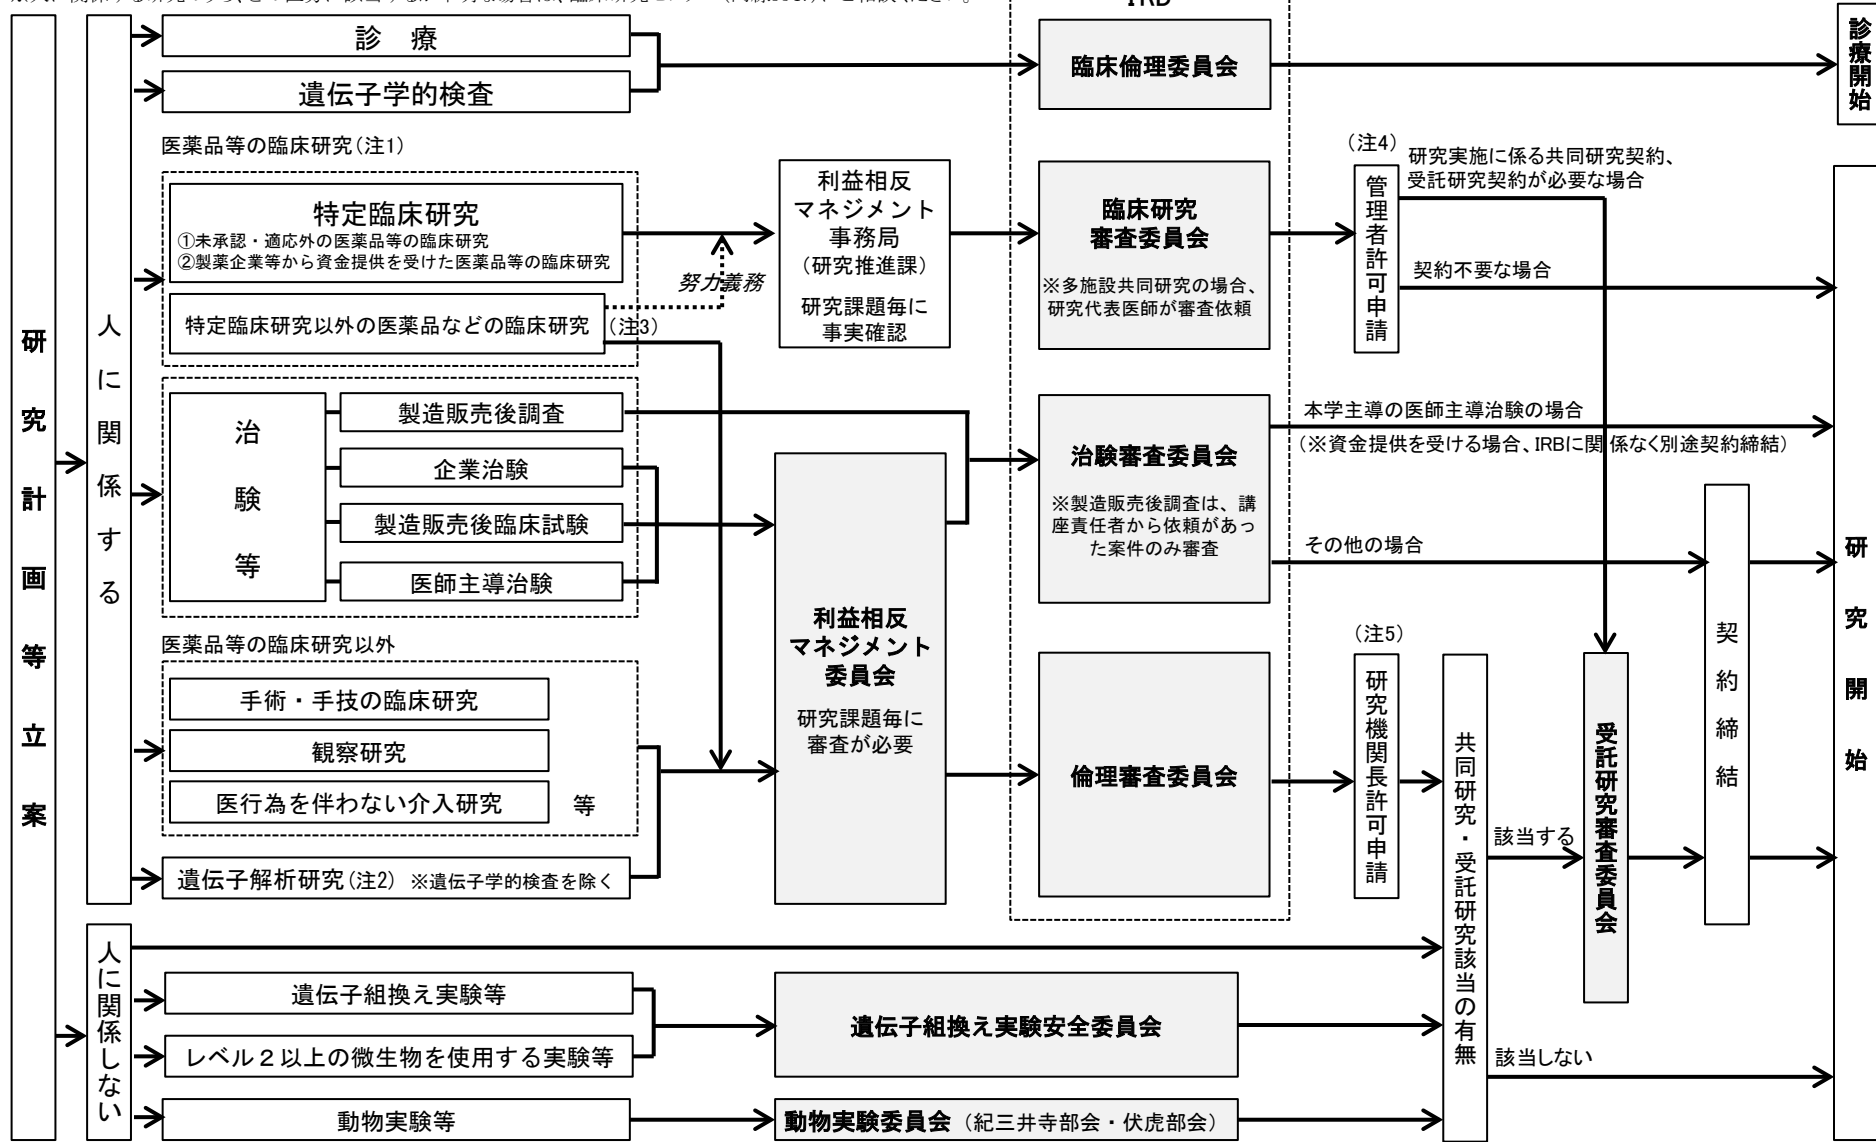 IRB
研究計画等立案
人に関係する
診　療
遺伝子学的検査
臨床倫理委員会
診療開始
医薬品等の臨床研究(注1)
特定臨床研究
①未承認・適応外の医薬品等の臨床研究
②製薬企業等から資金提供を受けた医薬品等の臨床研究
特定臨床研究以外の医薬品などの臨床研究
(注3)
努力義務
利益相反
マネジメント
事務局
（研究推進課）
研究課題毎に
事実確認
臨床研究
審査委員会
※多施設共同研究の場合、
研究代表医師が審査依頼
（注4）
管理者許可申請
研究実施に係る共同研究契約、
受託研究契約が必要な場合
契約不要な場合
治験等
製造販売後調査
企業治験
製造販売後臨床試験
医師主導治験
治験審査委員会
※製造販売後調査は、講
座責任者から依頼があっ
た案件のみ審査
本学主導の医師主導治験の場合
（※資金提供を受ける場合、IRBに関係なく別途契約締結）
その他の場合
医薬品等の臨床研究以外
手術・手技の臨床研究
観察研究
医行為を伴わない介入研究
等
遺伝子解析研究(注2)　※遺伝子学的検査を除く
利益相反
マネジメント
委員会
研究課題毎に
審査が必要
倫理審査委員会
（注5）
研究機関長許可申請
共同研究・受託研究該当の有無
該当する
該当しない
受託研究審査委員会
契約締結
研究開始
人に関係しない
遺伝子組換え実験等
レベル２以上の微生物を使用する実験等
遺伝子組換え実験安全委員会
動物実験等
動物実験委員会（紀三井寺部会・伏虎部会）